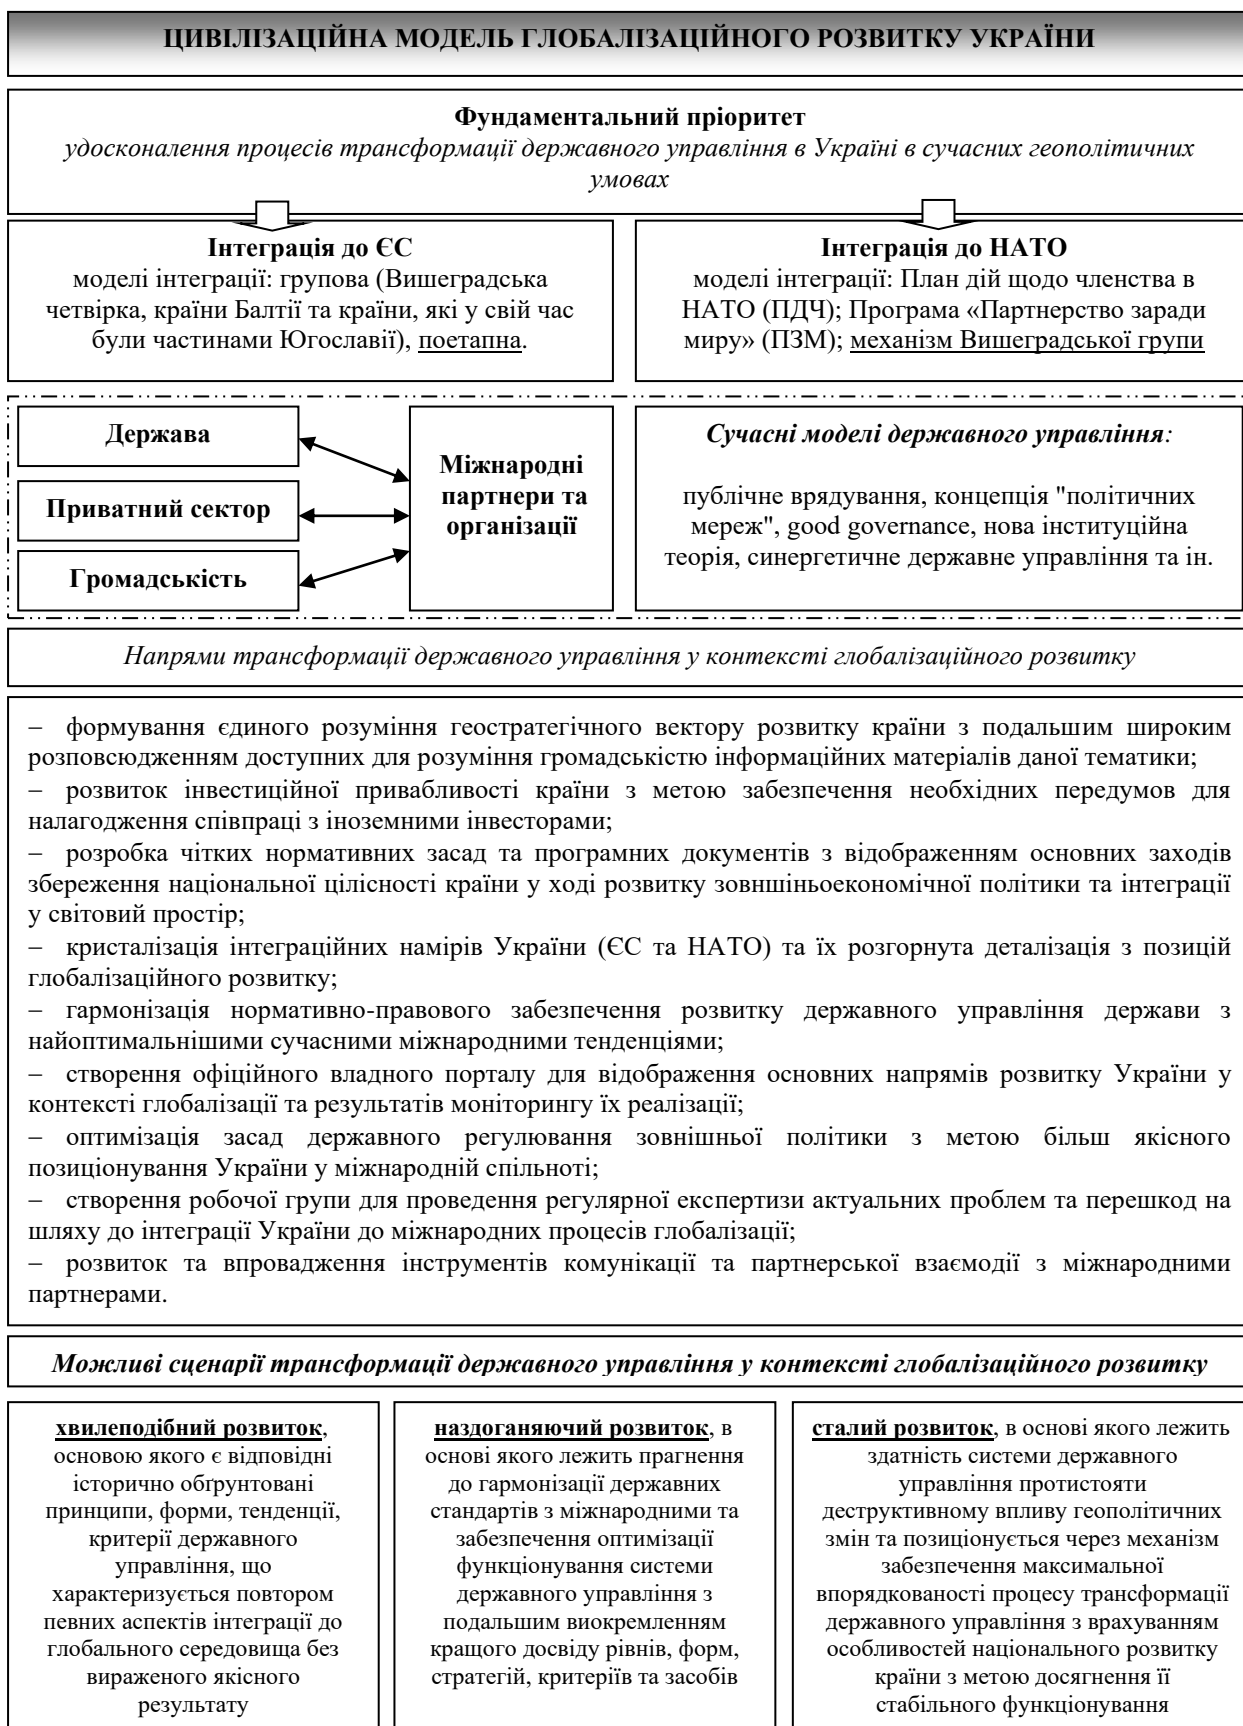 ЦИВІЛІЗАЦІЙНА МОДЕЛЬ ГЛОБАЛІЗАЦІЙНОГО РОЗВИТКУ УКРАЇНИ
Фундаментальний пріоритет
удосконалення процесів трансформації державного управління в Україні в сучасних геополітичних
умовах
Інтеграція до ЄС
моделі інтеграції: групова (Вишеградська
четвірка, країни Балтії та країни, які у свій час
були частинами Югославії), поетапна.
Інтеграція до НАТО
моделі інтеграції: План дій щодо членства в
НАТО (ПДЧ); Програма «Партнерство заради
миру» (ПЗМ); механізм Вишеградської групи
Держава
Приватний сектор
Громадськість
Міжнародні
партнери та
організації
Сучасні моделі державного управління:
публічне врядування, концепція "політичних
мереж", good governance, нова інституційна
теорія, синергетичне державне управління та ін.
Напрями трансформації державного управління у контексті глобалізаційного розвитку
– формування єдиного розуміння геостратегічного вектору розвитку країни з подальшим широким
розповсюдженням доступних для розуміння громадськістю інформаційних матеріалів даної тематики;
– розвиток інвестиційної привабливості країни з метою забезпечення необхідних передумов для
налагодження співпраці з іноземними інвесторами;
– розробка чітких нормативних засад та програмних документів з відображенням основних заходів
збереження національної цілісності країни у ході розвитку зовнішньоекономічної політики та інтеграції
у світовий простір;
– кристалізація інтеграційних намірів України (ЄС та НАТО) та їх розгорнута деталізація з позицій
глобалізаційного розвитку;
– гармонізація нормативно-правового забезпечення розвитку державного управління держави з
найоптимальнішими сучасними міжнародними тенденціями;
– створення офіційного владного порталу для відображення основних напрямів розвитку України у
контексті глобалізації та результатів моніторингу їх реалізації;
– оптимізація засад державного регулювання зовнішньої політики з метою більш якісного
позиціонування України у міжнародній спільноті;
– створення робочої групи для проведення регулярної експертизи актуальних проблем та перешкод на
шляху до інтеграції України до міжнародних процесів глобалізації;
– розвиток та впровадження інструментів комунікації та партнерської взаємодії з міжнародними
партнерами.
Можливі сценарії трансформації державного управління у контексті глобалізаційного розвитку
хвилеподібний розвиток,
основою якого є відповідні
історично обґрунтовані
принципи, форми, тенденції,
критерії державного
управління, що
характеризується повтором
певних аспектів інтеграції до
глобального середовища без
вираженого якісного
результату
наздоганяючий розвиток, в
основі якого лежить прагнення
до гармонізації державних
стандартів з міжнародними та
забезпечення оптимізації
функціонування системи
державного управління з
подальшим виокремленням
кращого досвіду рівнів, форм,
стратегій, критеріїв та засобів
сталий розвиток, в основі якого лежить
здатність системи державного
управління протистояти
деструктивному впливу геополітичних
змін та позиціонується через механізм
забезпечення максимальної
впорядкованості процесу трансформації
державного управління з врахуванням
особливостей національного розвитку
країни з метою досягнення її
стабільного функціонування